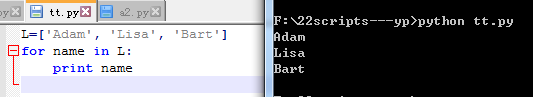 py
tt.py
a2.py
L=['Adam', 'Lisa', 'Bart']
for name in L:
    print name
F:\22scripts---yp>python tt.py
Adam
Lisa
Bart